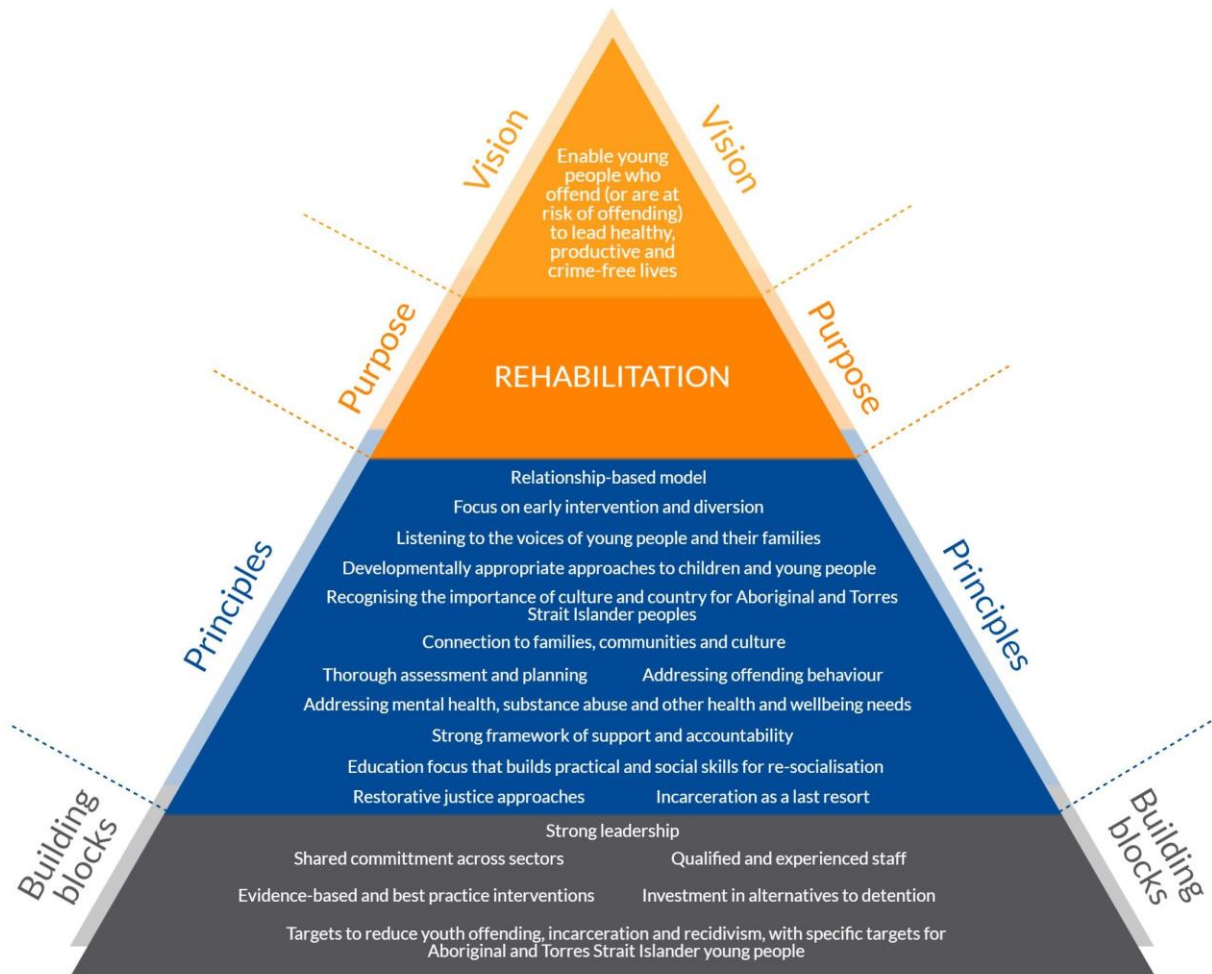 Vision
Vision
Enable young
people who
offend (or are at
risk of offending)
to lead healthy,
productive and
crime-free lives
Purpose
Purpose
REHABILITATION
Principles
Principles
Relationship-based model
Focus on early intervention and diversion
Listening to the voices of young people and their families
Developmentally appropriate approaches to children and young people
Recognising the importance of culture and country for Aboriginal and Torres
Strait Islander peoples
Connection to families, communities and culture
Thorough assessment and planning
Addressing offending behaviour
Addressing mental health, substance abuse and other health and wellbeing needs
Strong framework of support and accountability
Education focus that builds practical and social skills for re-socialisation
Restorative justice approaches
Incarceration as a last resort
Building
blocks
Building
blocks
Strong leadership
Shared committment across sectors
Qualified and experienced staff
Evidence-based and best practice interventions
Investment in alternatives to detention
Targets to reduce youth offending, incarceration and recidivism, with specific targets for
Aboriginal and Torres Strait Islander young people